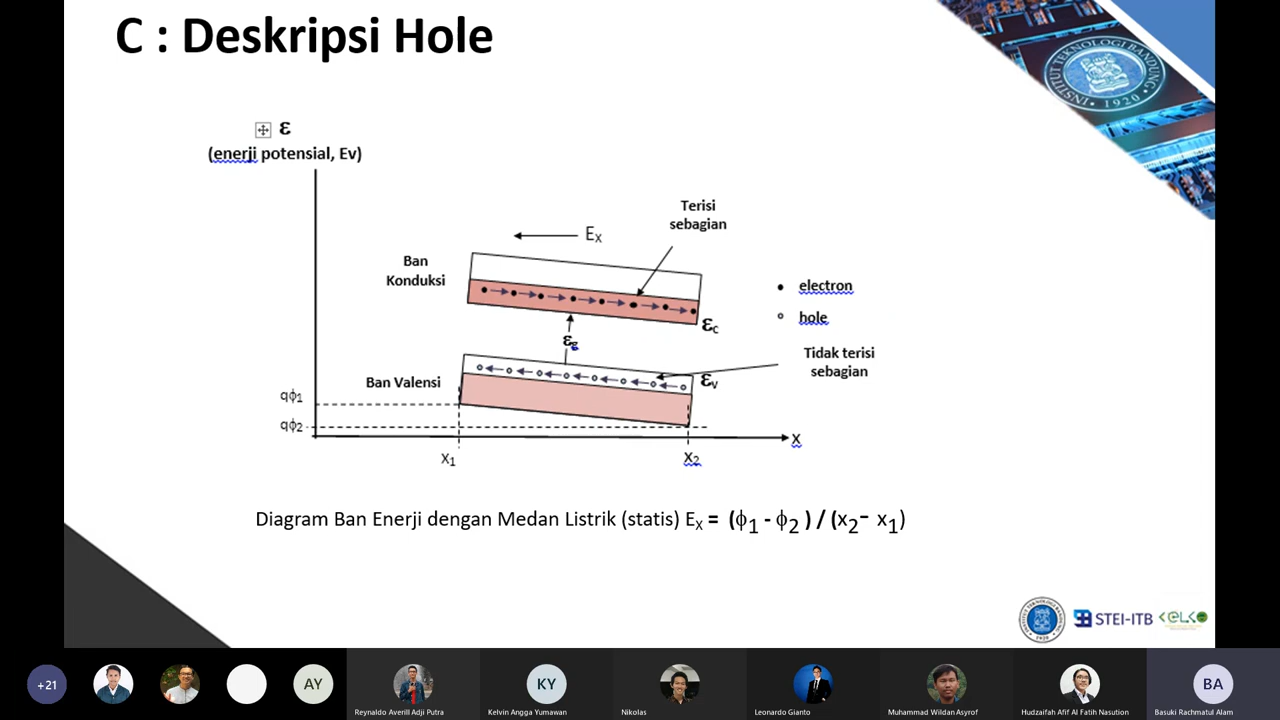 C : Deskripsi Hole
INSTITUT TEKNOLOGI BANDUNG
1920
ε
(enerji potensial, Ev)
Terisi
sebagian
Eₓ
Ban
Konduksi
electron
εc
hole
εg
Tidak terisi
sebagian
Ban Valensi
εv
qϕ₁
qϕ₂
x
x₁
x₂
Diagram Ban Enerji dengan Medan Listrik (statis) Eₓ = (ϕ₁ - ϕ₂ ) / (x₂− x₁)
STEI-ITB
+21
AY
KY
BA
Reynaldo Averill Adji Putra
Kelvin Angga Yumawan
Nikolas
Leonardo Gianto
Muhammad Wildan Asyrof
Hudzaifah Afif Al Fatih Nasution
Basuki Rachmatul Alam